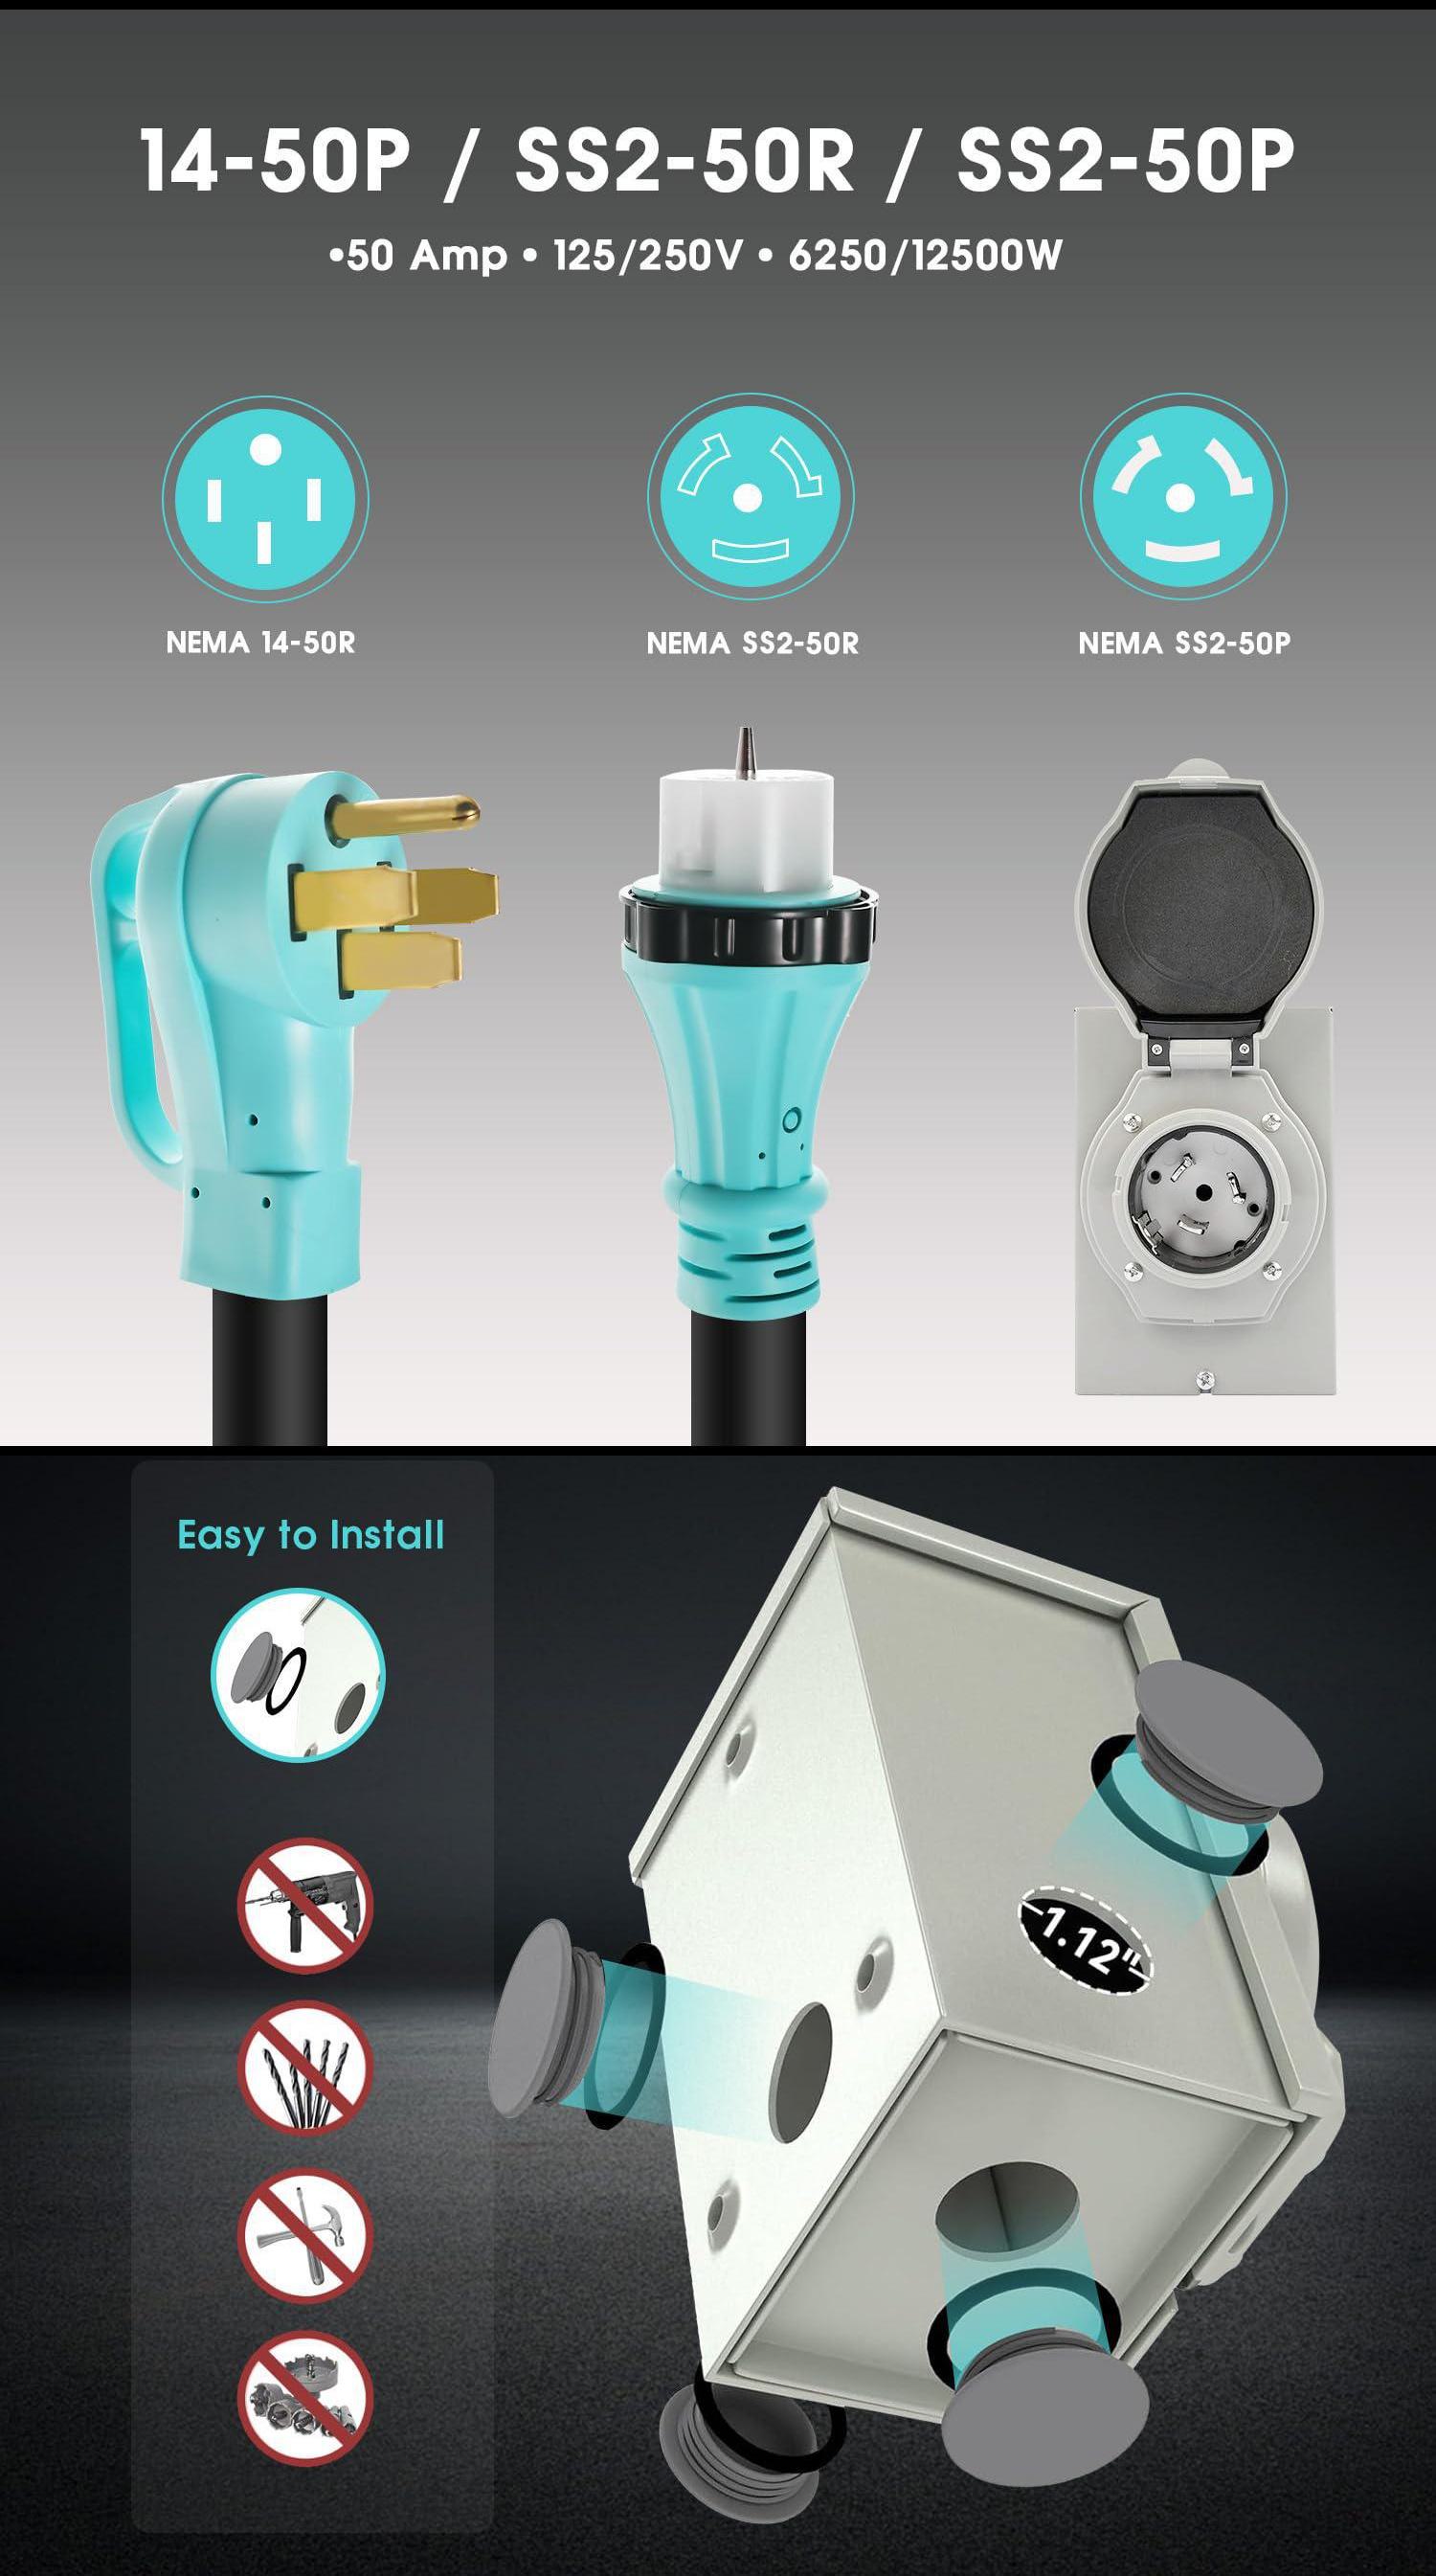 14-50P / SS2-50R / SS2-50P
•50 Amp • 125/250V • 6250/12500W
NEMA 14-50R
NEMA SS2-50R
NEMA SS2-50P
Easy to Install
1.12"